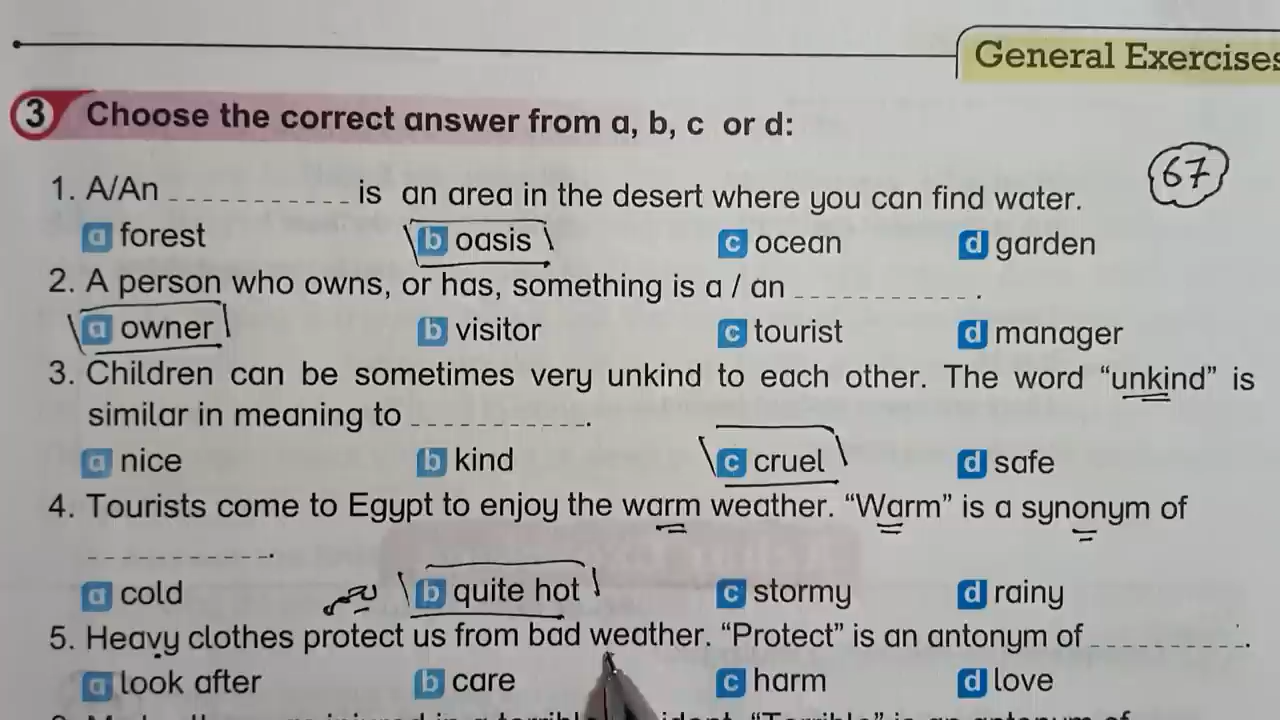 General Exercises
3 Choose the correct answer from a, b, c or d:
67
1. A/An ____________ is an area in the desert where you can find water.
a forest b oasis c ocean d garden
2. A person who owns, or has, something is a / an ____________ .
a owner b visitor c tourist d manager
3. Children can be sometimes very unkind to each other. The word “unkind” is
similar in meaning to ____________.
a nice b kind c cruel d safe
4. Tourists come to Egypt to enjoy the warm weather. “Warm” is a synonym of
____________.
a cold b quite hot c stormy d rainy
5. Heavy clothes protect us from bad weather. “Protect” is an antonym of ____________.
a look after b care c harm d love